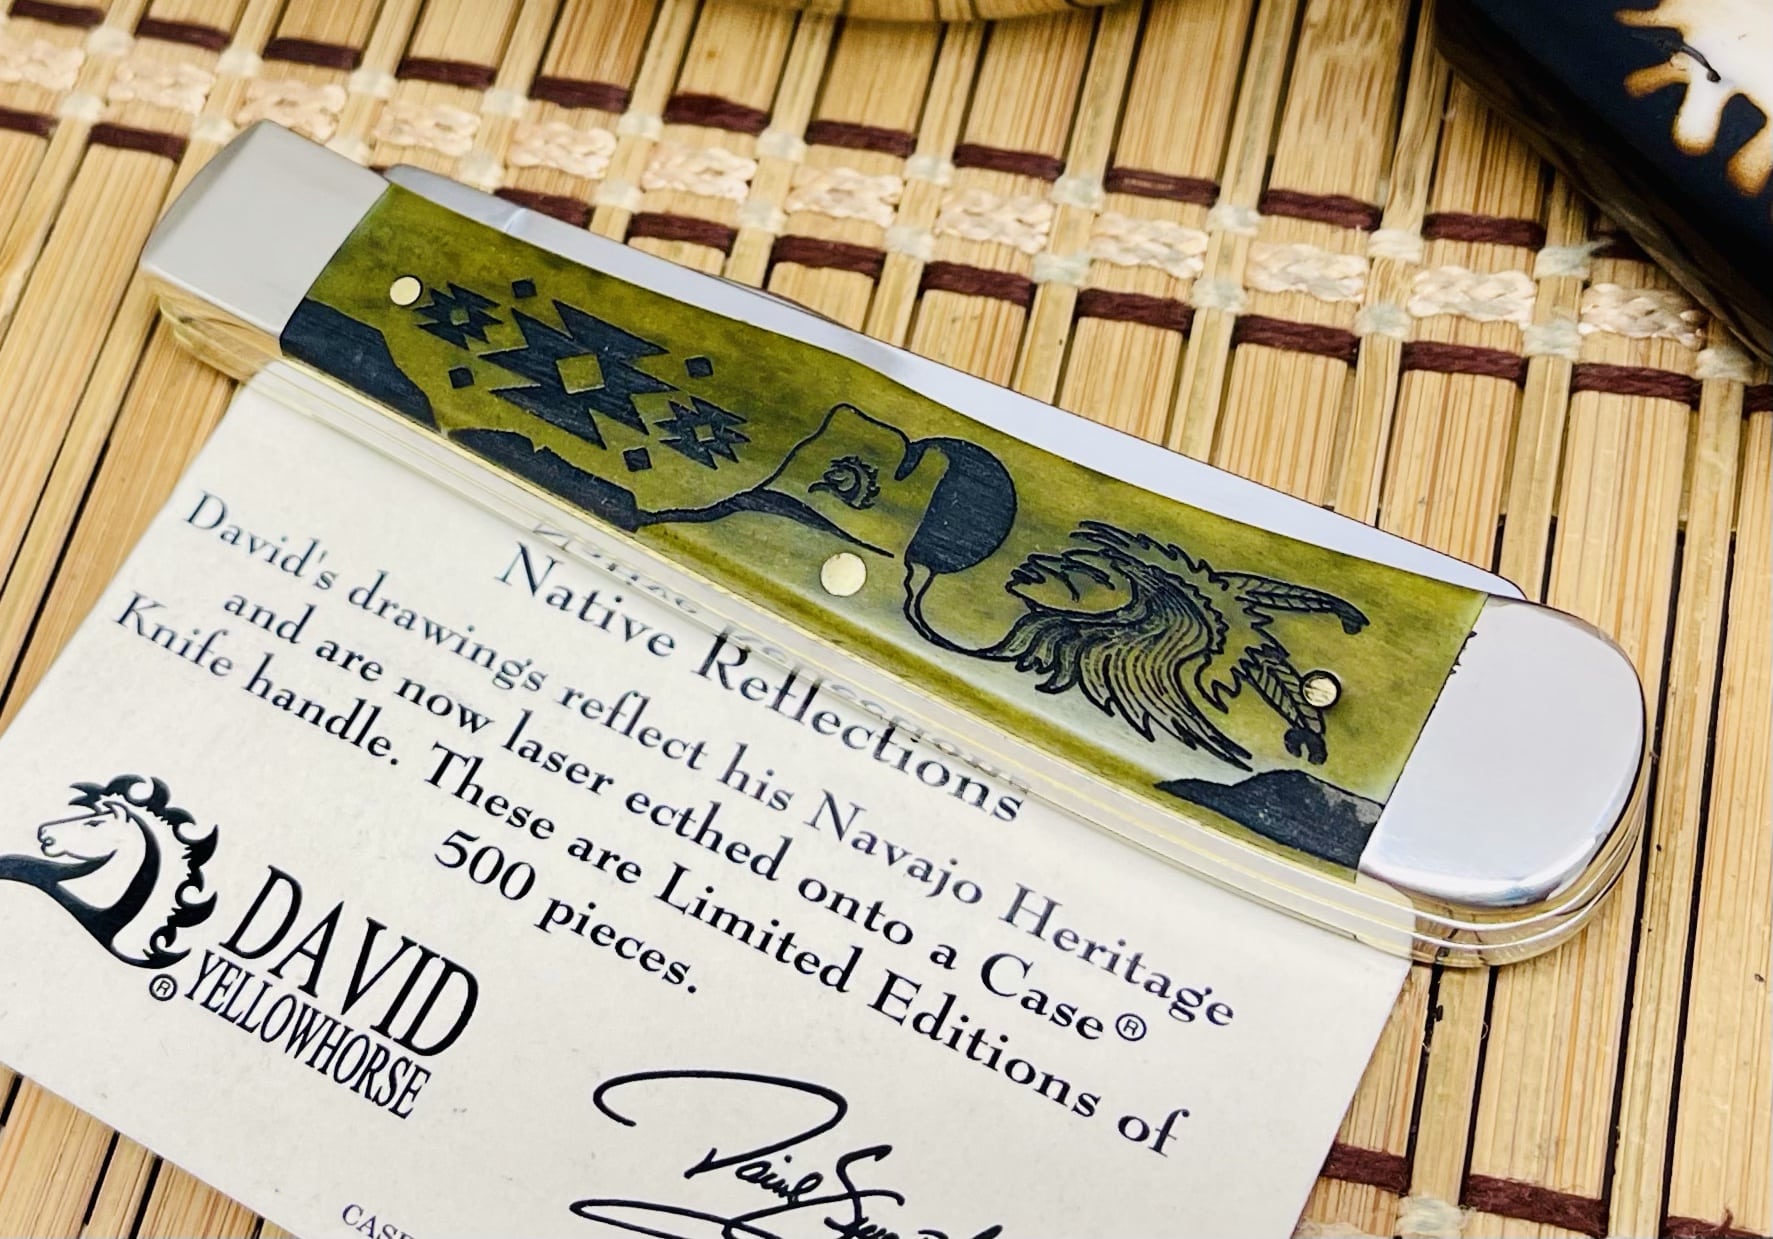 Native Reflections
David's drawings reflect his Navajo Heritage
and are now laser ecthed onto a Case®
Knife handle. These are Limited Editions of
500 pieces.
DAVID
® YELLOWHORSE
CASE